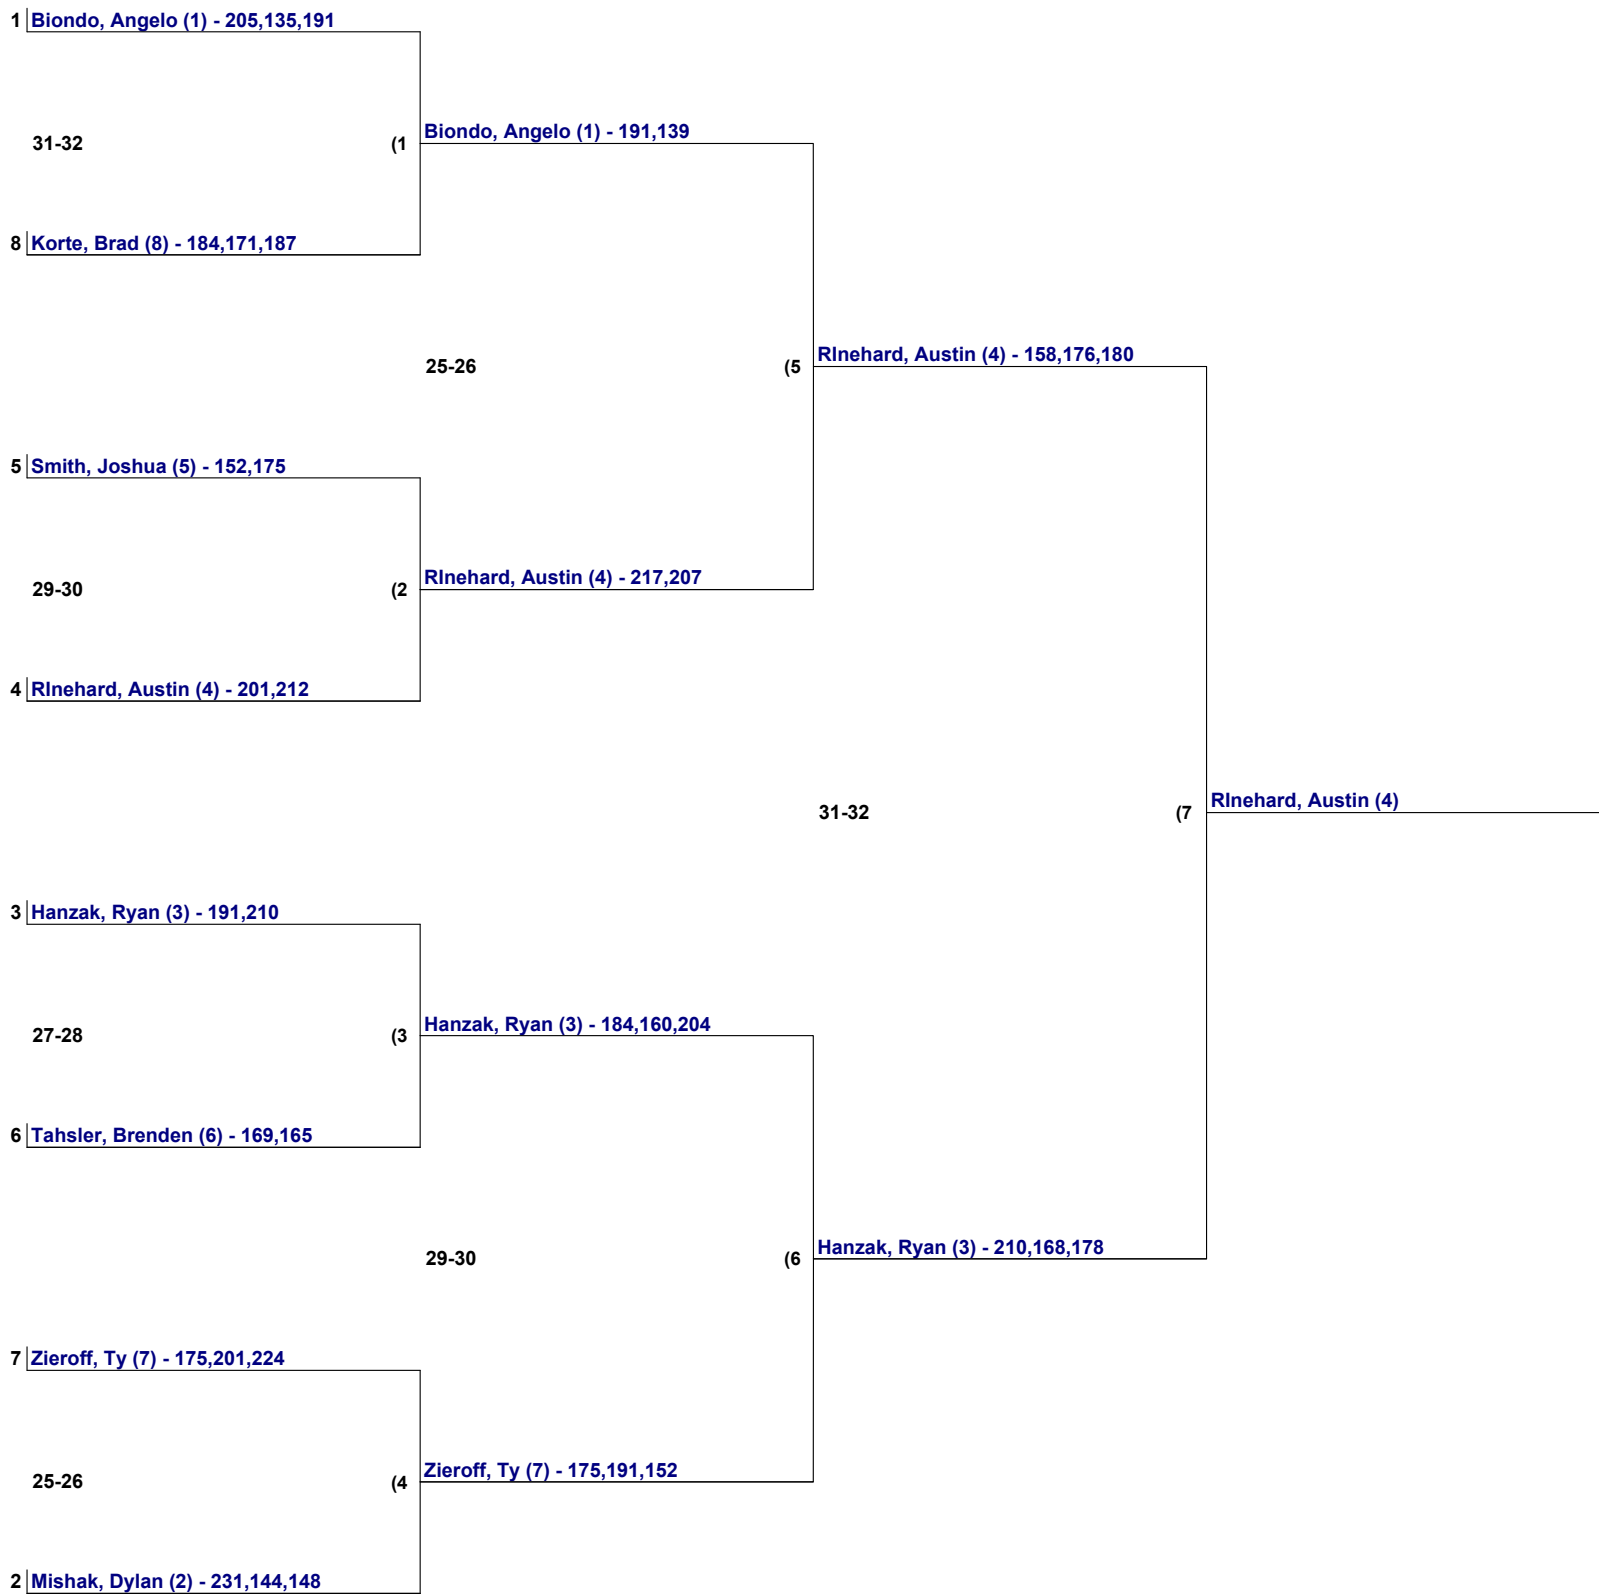 1 Biondo, Angelo (1) - 205,135,191
Biondo, Angelo (1) - 191,139
31-32 (1
8 Korte, Brad (8) - 184,171,187
RInehard, Austin (4) - 158,176,180
25-26 (5
5 Smith, Joshua (5) - 152,175
RInehard, Austin (4) - 217,207
29-30 (2
4 RInehard, Austin (4) - 201,212
RInehard, Austin (4)
31-32 (7
3 Hanzak, Ryan (3) - 191,210
Hanzak, Ryan (3) - 184,160,204
27-28 (3
6 Tahsler, Brenden (6) - 169,165
Hanzak, Ryan (3) - 210,168,178
29-30 (6
7 Zieroff, Ty (7) - 175,201,224
Zieroff, Ty (7) - 175,191,152
25-26 (4
2 Mishak, Dylan (2) - 231,144,148